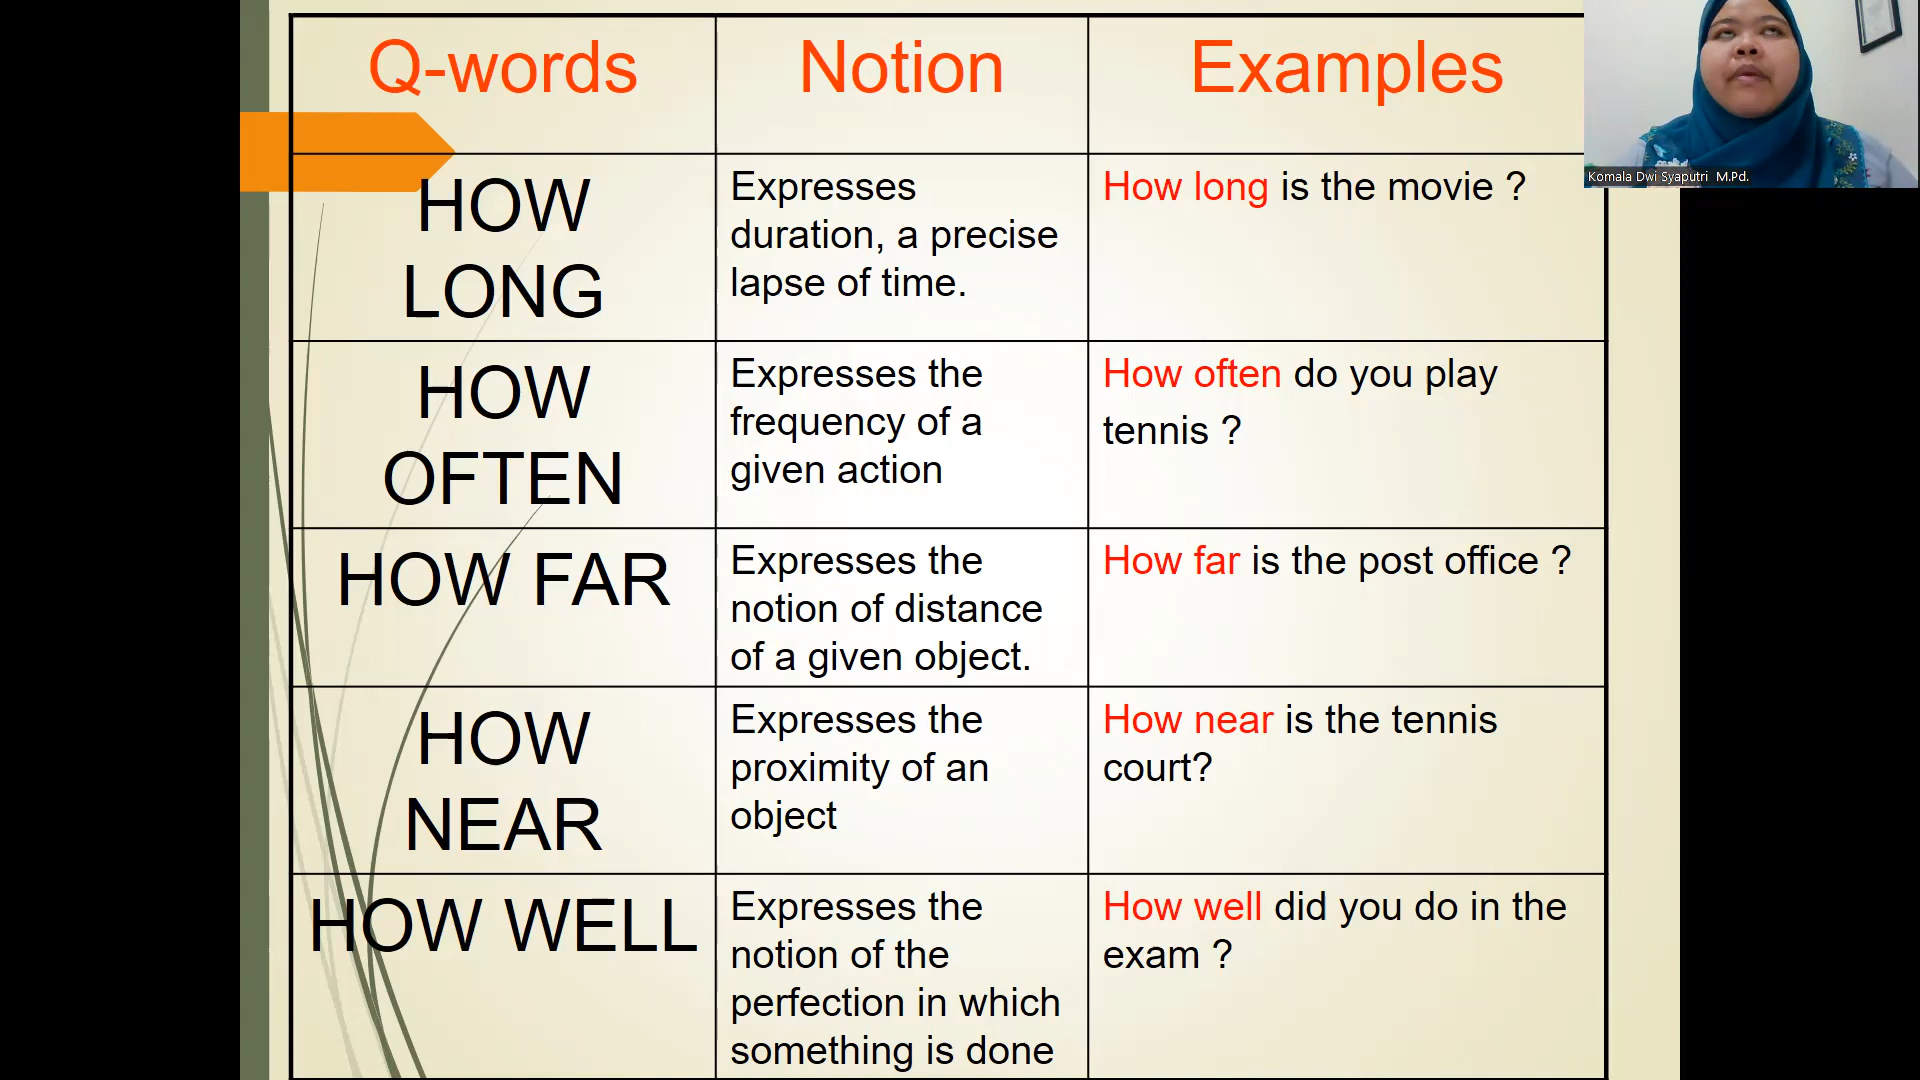 Q-words Notion Examples
HOW
LONG
Expresses
duration, a precise
lapse of time.
How long is the movie ?
HOW
OFTEN
Expresses the
frequency of a
given action
How often do you play
tennis ?
HOW FAR
Expresses the
notion of distance
of a given object.
How far is the post office ?
HOW
NEAR
Expresses the
proximity of an
object
How near is the tennis
court?
HOW WELL
Expresses the
notion of the
perfection in which
something is done
How well did you do in the
exam ?
Komala Dwi Syaputri M.Pd.